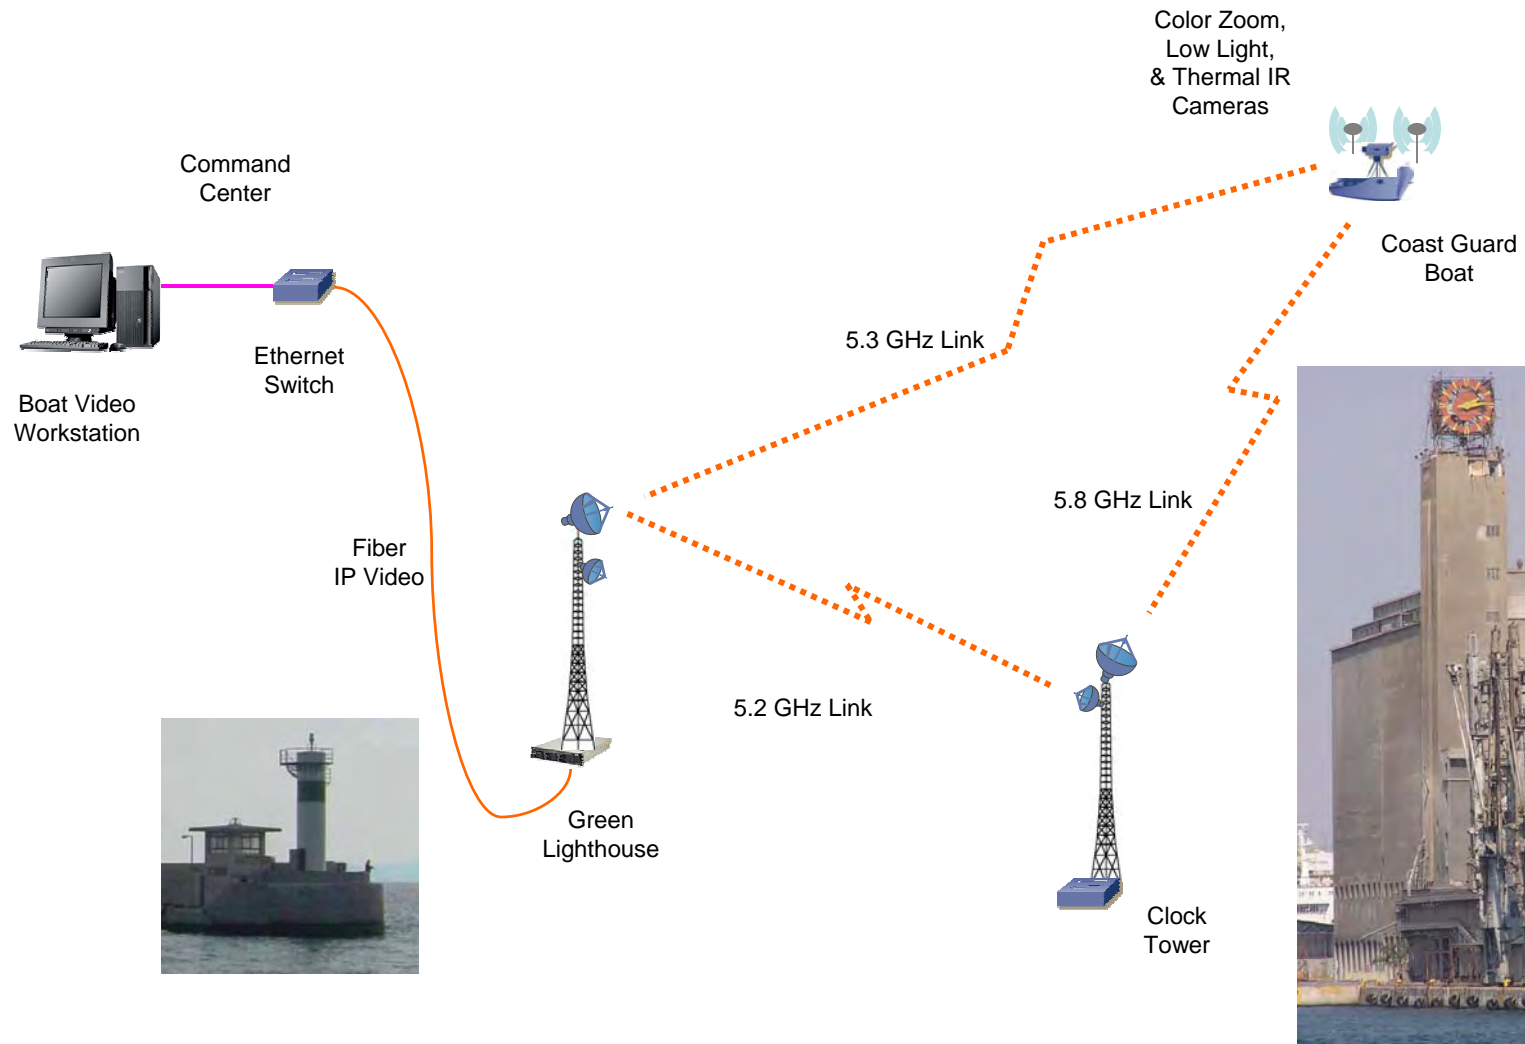 Color Zoom,
Low Light,
& Thermal IR
Cameras
Command
Center
Coast Guard
Boat
5.3 GHz Link
Ethernet
Switch
Boat Video
Workstation
5.8 GHz Link
Fiber
IP Video
5.2 GHz Link
Green
Lighthouse
Clock
Tower